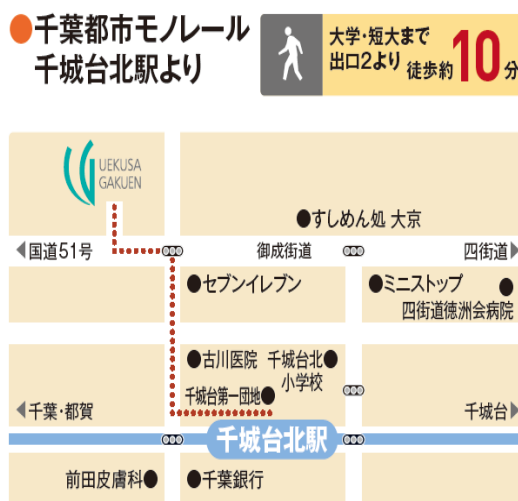 ●千葉都市モノレール
千城台北駅より
大学・短大まで
出口2より 徒歩約10分
UEKUSA
GAKUEN
●すしめん処 大京
◀国道51号
御成街道
四街道▶
●セブンイレブン
●ミニストップ
四街道徳洲会病院●
●古川医院
千城台北●
小学校
千城台第一団地●
◀千葉・都賀
千城台▶
千城台北駅
前田皮膚科●
●千葉銀行